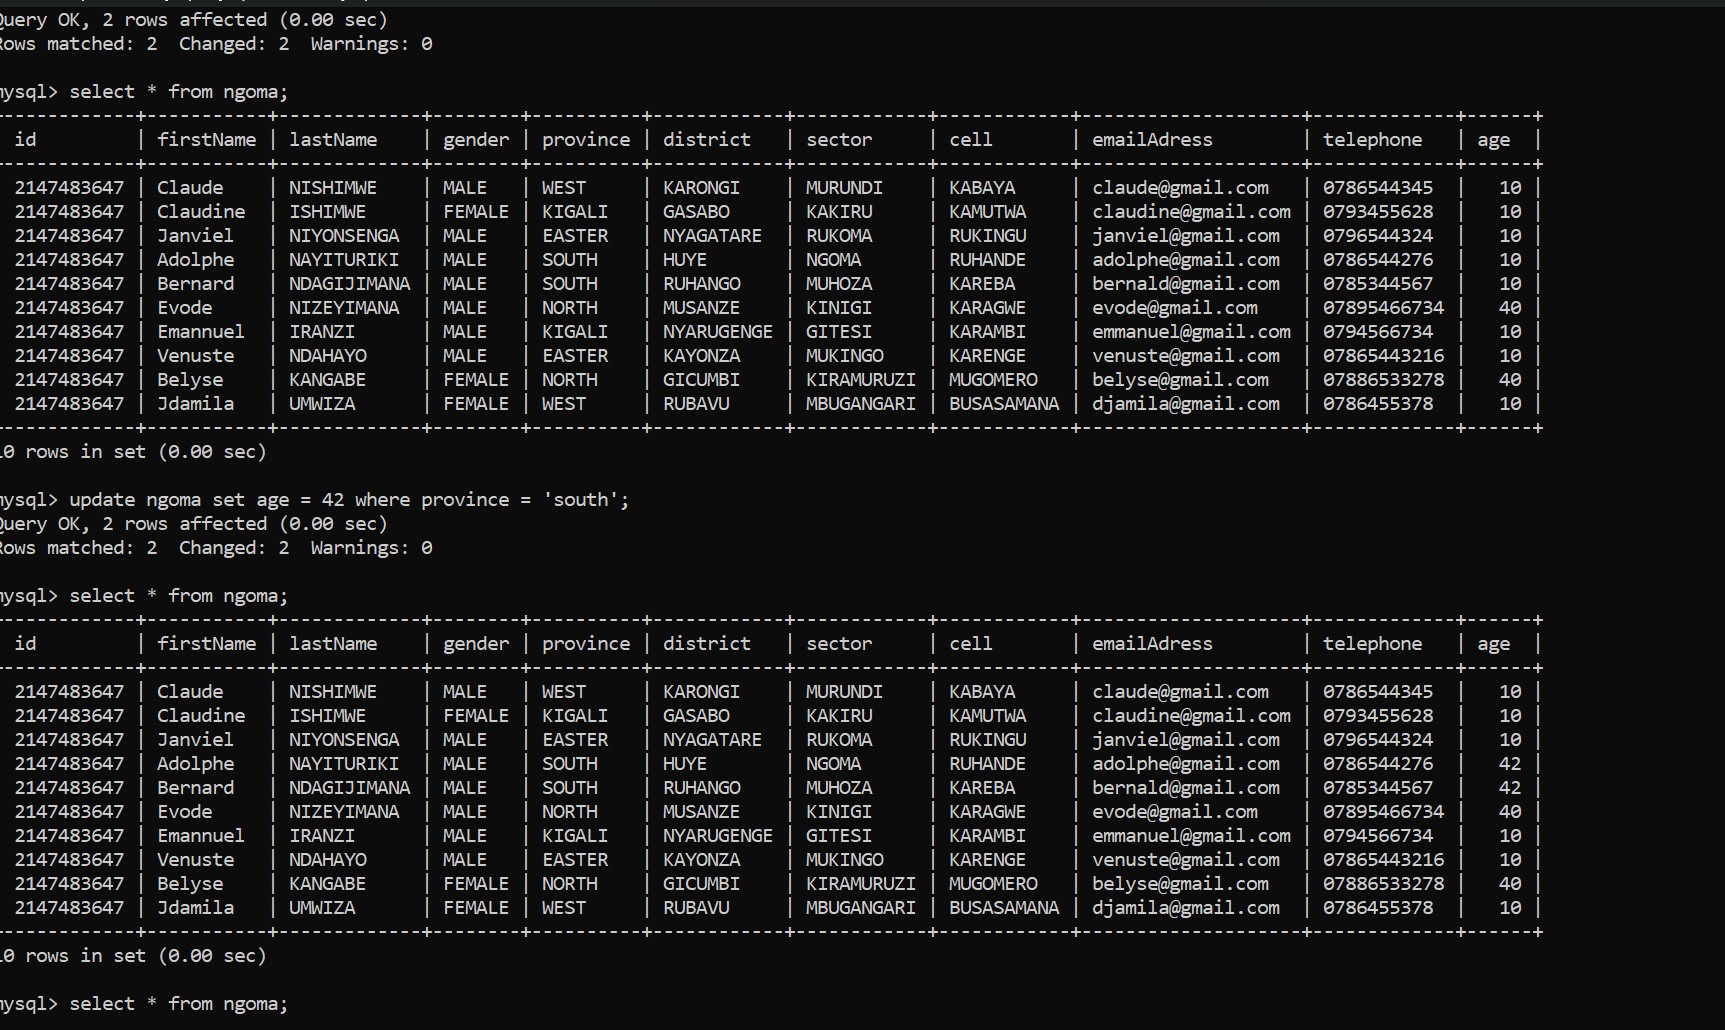 Query OK, 2 rows affected (0.00 sec)
Rows matched: 2  Changed: 2  Warnings: 0
mysql> select * from ngoma;
------------+-----------+-------------+--------+----------+------------+------------+------------+--------------------+-------------+------+
 id         | firstName | lastName    | gender | province | district   | sector     | cell       | emailAdress        | telephone   | age  |
------------+-----------+-------------+--------+----------+------------+------------+------------+--------------------+-------------+------+
 2147483647 | Claude    | NISHIMWE    | MALE   | WEST     | KARONGI    | MURUNDI    | KABAYA     | claude@gmail.com   | 0786544345  |   10 |
 2147483647 | Claudine  | ISHIMWE     | FEMALE | KIGALI   | GASABO     | KAKIRU     | KAMUTWA    | claudine@gmail.com | 0793455628  |   10 |
 2147483647 | Janviel   | NIYONSENGA  | MALE   | EASTER   | NYAGATARE  | RUKOMA     | RUKINGU    | janviel@gmail.com  | 0796544324  |   10 |
 2147483647 | Adolphe   | NAYITURIKI  | MALE   | SOUTH    | HUYE       | NGOMA      | RUHANDE    | adolphe@gmail.com  | 0786544276  |   10 |
 2147483647 | Bernard   | NDAGIJIMANA | MALE   | SOUTH    | RUHANGO    | MUHOZA     | KAREBA     | bernald@gmail.com  | 0785344567  |   10 |
 2147483647 | Evode     | NIZEYIMANA  | MALE   | NORTH    | MUSANZE    | KINIGI     | KARAGWE    | evode@gmail.com    | 07895466734 |   40 |
 2147483647 | Emannuel  | IRANZI      | MALE   | KIGALI   | NYARUGENGE | GITESI     | KARAMBI    | emmanuel@gmail.com | 0794566734  |   10 |
 2147483647 | Venuste   | NDAHAYO     | MALE   | EASTER   | KAYONZA    | MUKINGO    | KARENGE    | venuste@gmail.com  | 07865443216 |   10 |
 2147483647 | Belyse    | KANGABE     | FEMALE | NORTH    | GICUMBI    | KIRAMURUZI | MUGOMERO   | belyse@gmail.com   | 07886533278 |   40 |
 2147483647 | Jdamila   | UMWIZA      | FEMALE | WEST     | RUBAVU     | MBUGANGARI | BUSASAMANA | djamila@gmail.com  | 0786455378  |   10 |
------------+-----------+-------------+--------+----------+------------+------------+------------+--------------------+-------------+------+
10 rows in set (0.00 sec)
mysql> update ngoma set age = 42 where province = 'south';
Query OK, 2 rows affected (0.00 sec)
Rows matched: 2  Changed: 2  Warnings: 0
mysql> select * from ngoma;
------------+-----------+-------------+--------+----------+------------+------------+------------+--------------------+-------------+------+
 id         | firstName | lastName    | gender | province | district   | sector     | cell       | emailAdress        | telephone   | age  |
------------+-----------+-------------+--------+----------+------------+------------+------------+--------------------+-------------+------+
 2147483647 | Claude    | NISHIMWE    | MALE   | WEST     | KARONGI    | MURUNDI    | KABAYA     | claude@gmail.com   | 0786544345  |   10 |
 2147483647 | Claudine  | ISHIMWE     | FEMALE | KIGALI   | GASABO     | KAKIRU     | KAMUTWA    | claudine@gmail.com | 0793455628  |   10 |
 2147483647 | Janviel   | NIYONSENGA  | MALE   | EASTER   | NYAGATARE  | RUKOMA     | RUKINGU    | janviel@gmail.com  | 0796544324  |   10 |
 2147483647 | Adolphe   | NAYITURIKI  | MALE   | SOUTH    | HUYE       | NGOMA      | RUHANDE    | adolphe@gmail.com  | 0786544276  |   42 |
 2147483647 | Bernard   | NDAGIJIMANA | MALE   | SOUTH    | RUHANGO    | MUHOZA     | KAREBA     | bernald@gmail.com  | 0785344567  |   42 |
 2147483647 | Evode     | NIZEYIMANA  | MALE   | NORTH    | MUSANZE    | KINIGI     | KARAGWE    | evode@gmail.com    | 07895466734 |   40 |
 2147483647 | Emannuel  | IRANZI      | MALE   | KIGALI   | NYARUGENGE | GITESI     | KARAMBI    | emmanuel@gmail.com | 0794566734  |   10 |
 2147483647 | Venuste   | NDAHAYO     | MALE   | EASTER   | KAYONZA    | MUKINGO    | KARENGE    | venuste@gmail.com  | 07865443216 |   10 |
 2147483647 | Belyse    | KANGABE     | FEMALE | NORTH    | GICUMBI    | KIRAMURUZI | MUGOMERO   | belyse@gmail.com   | 07886533278 |   40 |
 2147483647 | Jdamila   | UMWIZA      | FEMALE | WEST     | RUBAVU     | MBUGANGARI | BUSASAMANA | djamila@gmail.com  | 0786455378  |   10 |
------------+-----------+-------------+--------+----------+------------+------------+------------+--------------------+-------------+------+
10 rows in set (0.00 sec)
mysql> select * from ngoma;